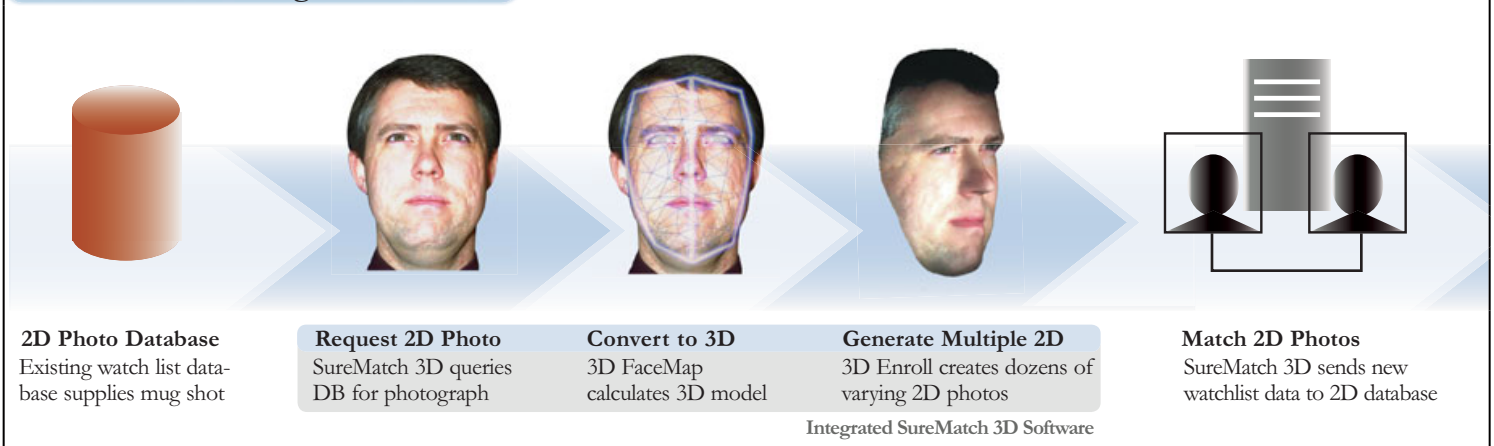 2D Photo Database
Existing watch list data-
base supplies mug shot
Request 2D Photo
SureMatch 3D queries
DB for photograph
Convert to 3D
3D FaceMap
calculates 3D model
Generate Multiple 2D
3D Enroll creates dozens of
varying 2D photos
Match 2D Photos
SureMatch 3D sends new
watchlist data to 2D database
Integrated SureMatch 3D Software